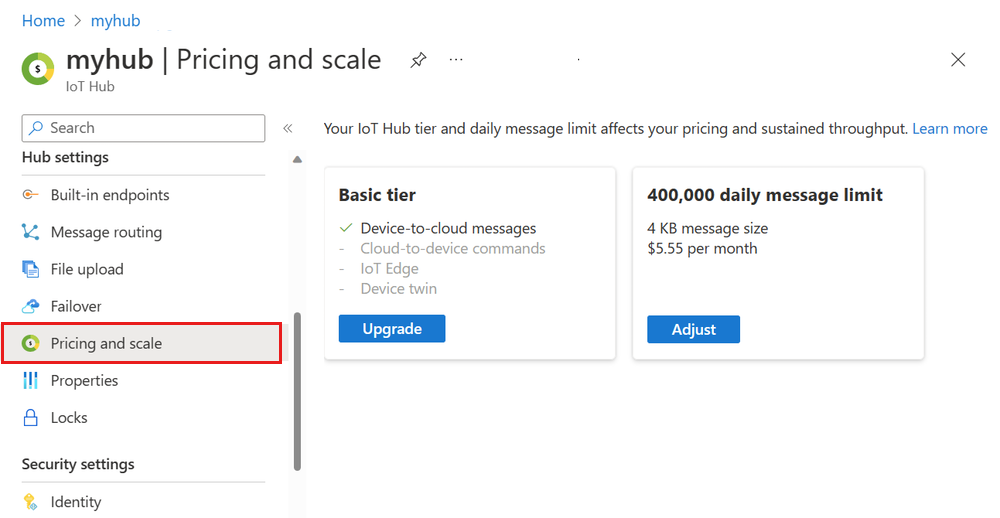 Home > myhub
myhub | Pricing and scale ...
IoT Hub
Search
«
Hub settings
Built-in endpoints
Message routing
File upload
Failover
Pricing and scale
Properties
Locks
Security settings
Identity
Your IoT Hub tier and daily message limit affects your pricing and sustained throughput. Learn more
Basic tier
Device-to-cloud messages
- Cloud-to-device commands
- IoT Edge
- Device twin
Upgrade
400,000 daily message limit
4 KB message size
$5.55 per month
Adjust